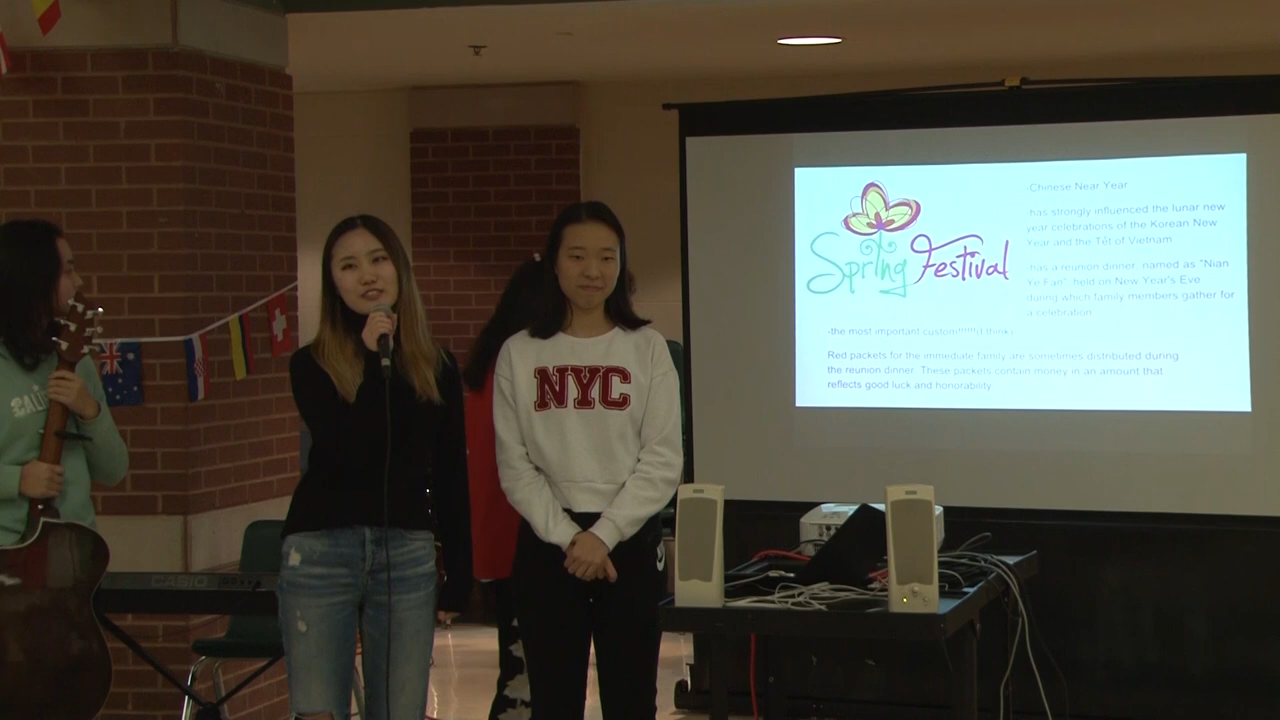 -Chinese Near Year
-has strongly influenced the lunar new
year celebrations of the Korean New
Year and the Tết of Vietnam
Spring Festival
-has a reunion dinner, named as "Nian
Ye Fan" held on New Year's Eve
during which family members gather for
a celebration
-the most important custom!!!!!!(I think)
Red packets for the immediate family are sometimes distributed during
the reunion dinner. These packets contain money in an amount that
reflects good luck and honorability
NYC
CASIO